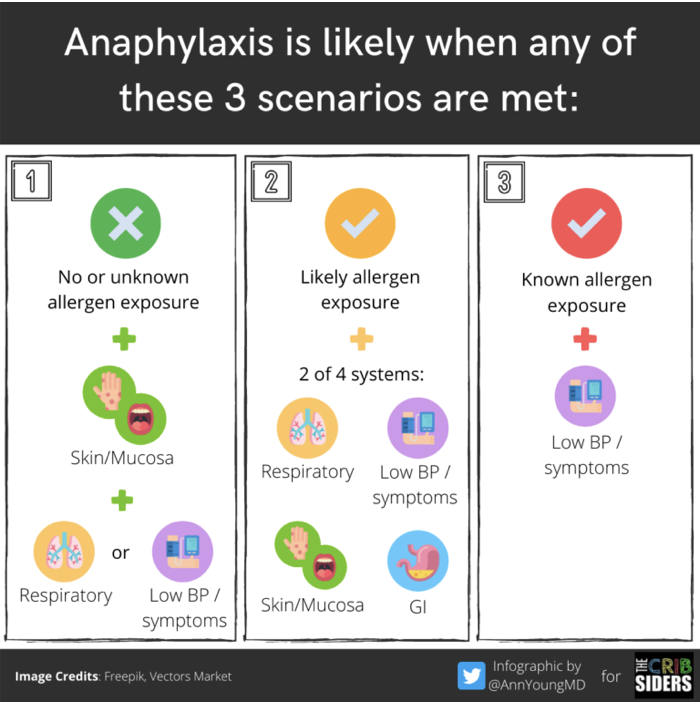 Anaphylaxis is likely when any of
these 3 scenarios are met:
1
No or unknown
allergen exposure
Skin/Mucosa
or
Respiratory
Low BP /
symptoms
2
Likely allergen
exposure
2 of 4 systems:
Respiratory
Low BP /
symptoms
Skin/Mucosa
GI
3
Known allergen
exposure
Low BP /
symptoms
Image Credits: Freepik, Vectors Market
Infographic by
@AnnYoungMD
for
THE CRIB
SIDERS